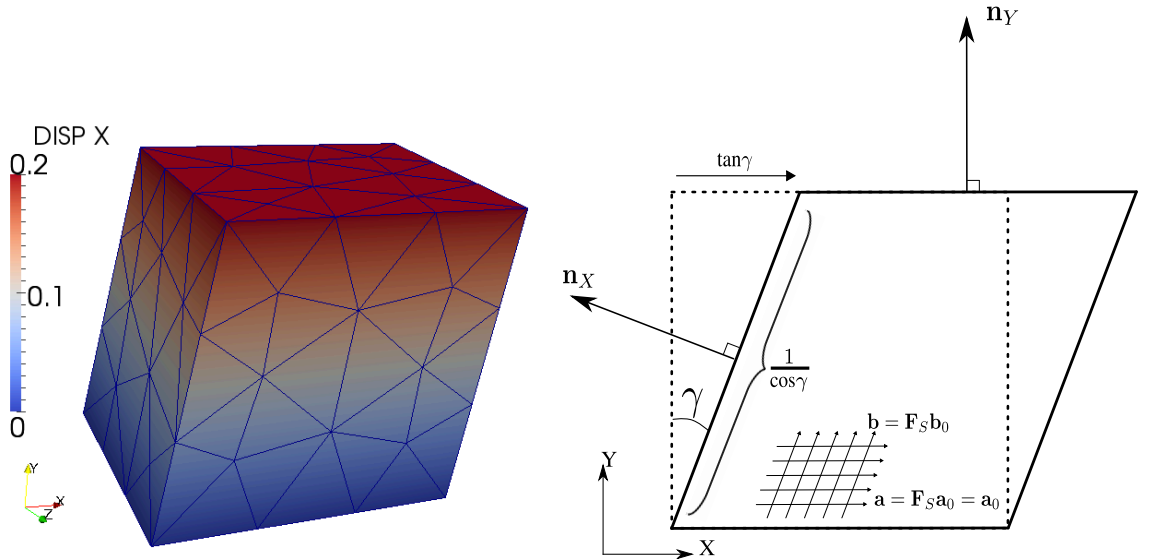 DISP X
0.2
0.1
0
Y
X
Z
n_Y
tanγ
n_X
γ
1/cosγ
b = F_S b_0
a = F_S a_0 = a_0
Y
X